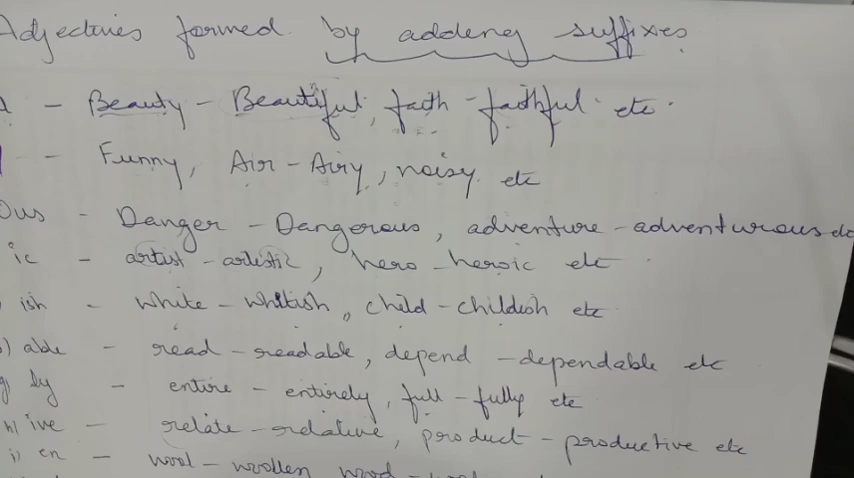 Adjectives formed by adding suffixes
- Beauty - Beautiful, faith - faithful etc.
- Funny, Air - Airy, noisy etc
Ous - Danger - Dangerous, adventure - adventurous etc
ic - artist - artistic, hero - heroic etc
ish - white - whitish, child - childish etc
able - read - readable, depend - dependable etc
ly - entire - entirely, full - fully etc
h) ive - relate - relative, product - productive etc
i) en - wool - woollen wood -